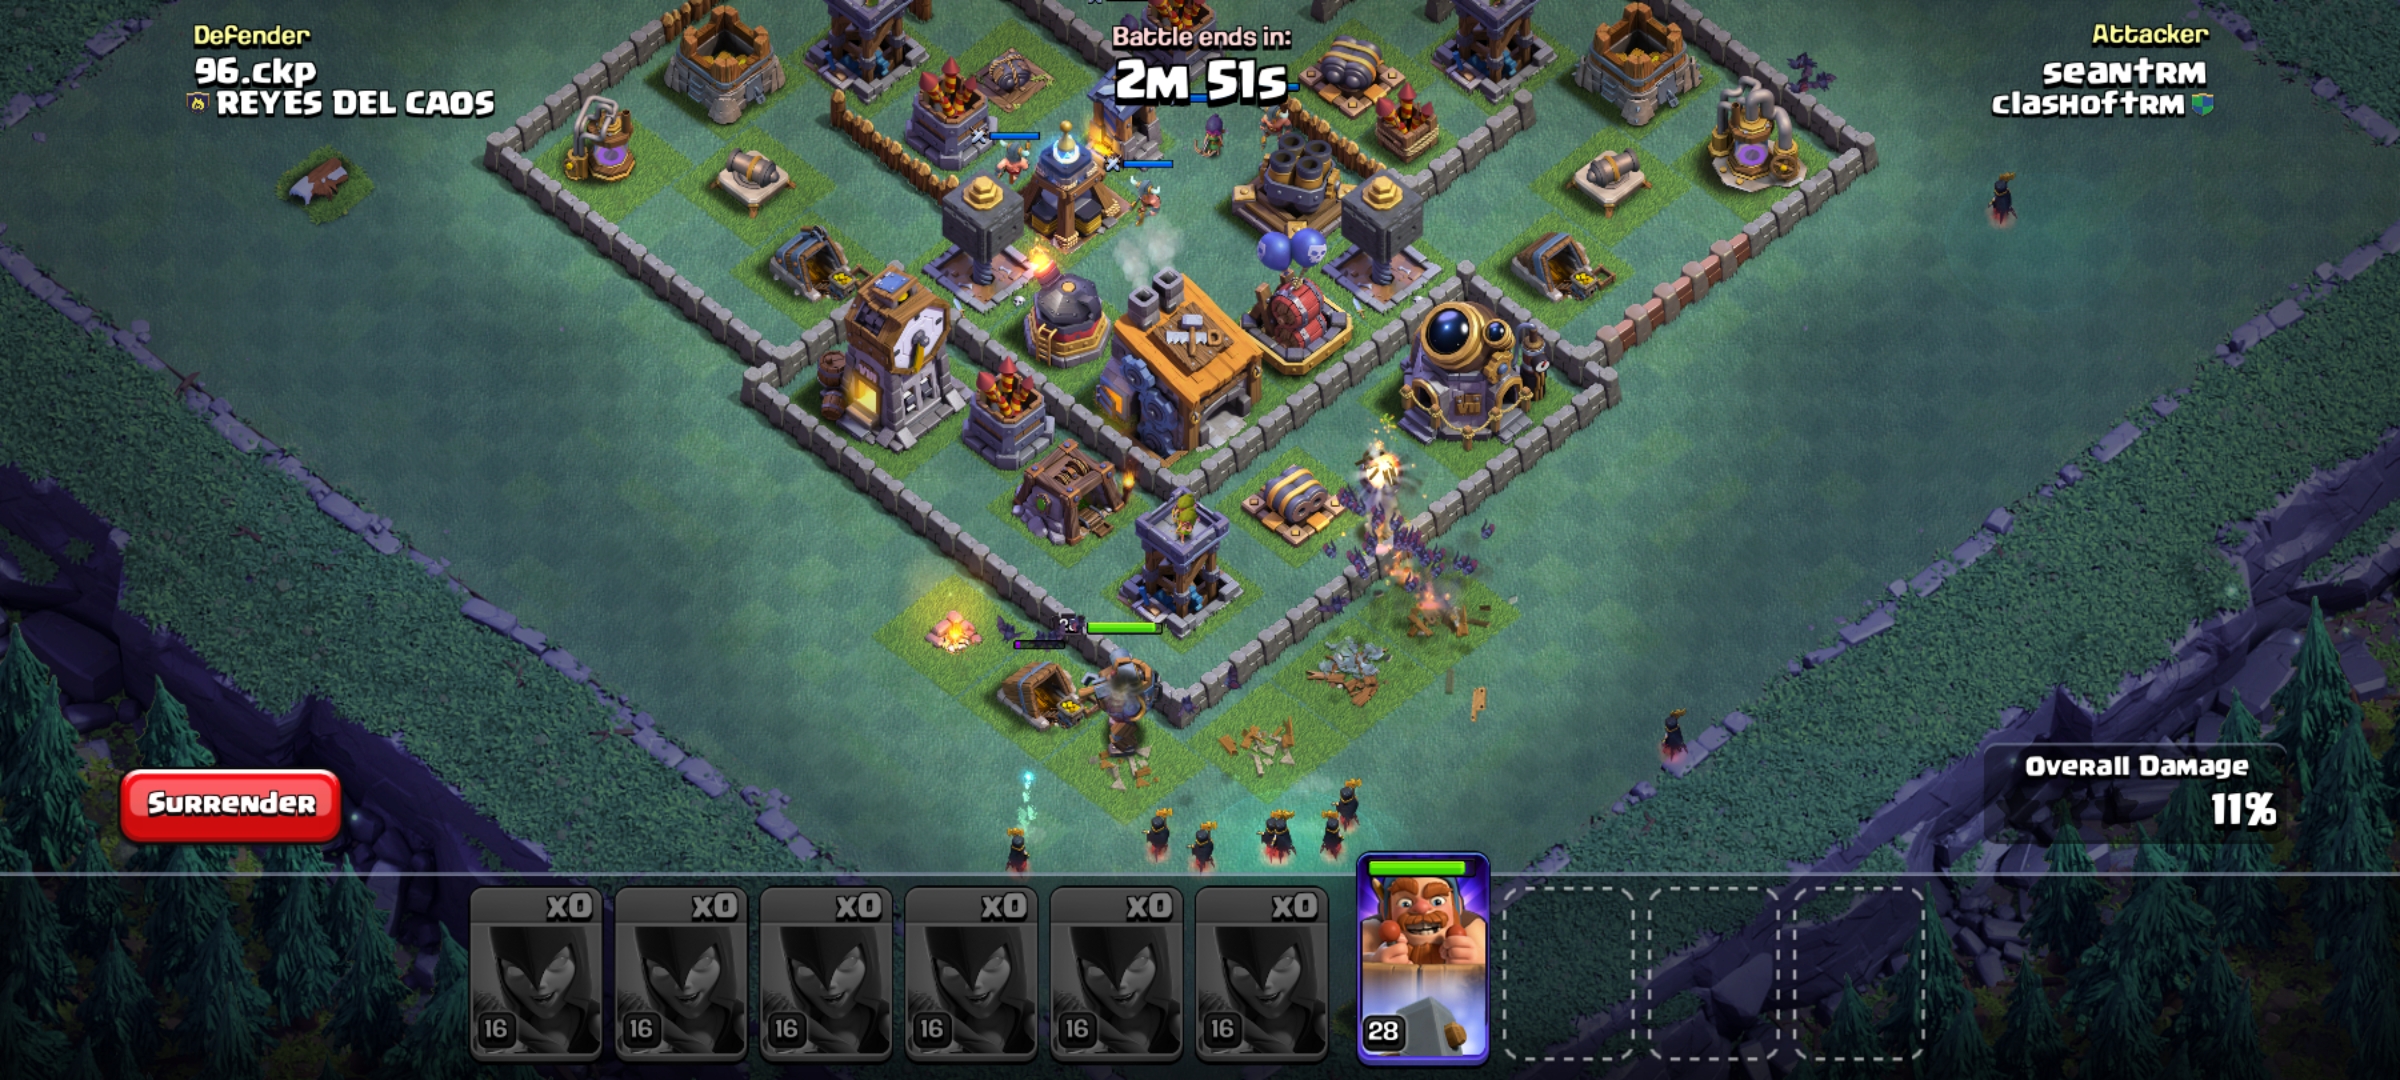 Defender
96.ckp
REYES DEL CAOS
Battle ends in:
2M 51s
Attacker
seantRM
clashoftRM
Surrender
Overall Damage
11%
x0
x0
x0
x0
x0
x0
16
16
16
16
16
16
28